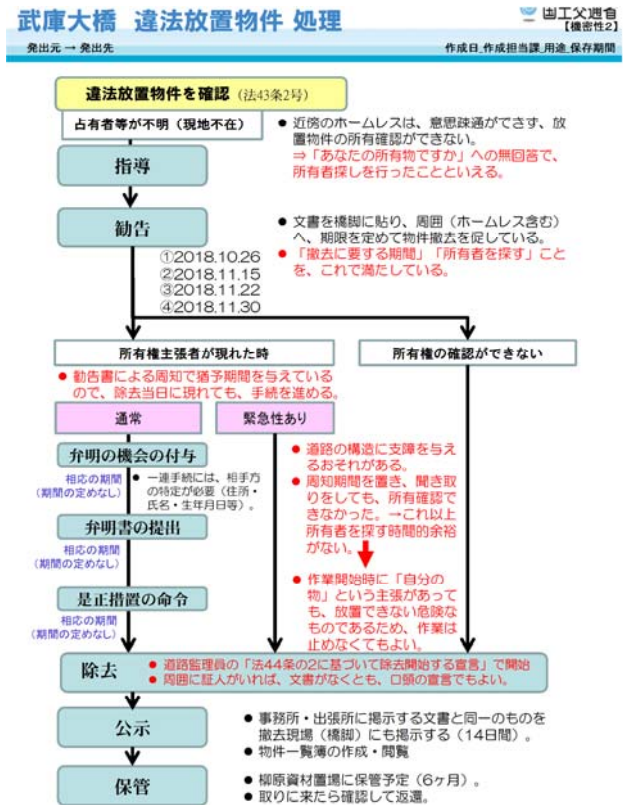 武庫大橋 違法放置物件 処理
国土交通省
【機密性2】
発出元 → 発出先
作成日_作成担当課_用途_保存期間
違法放置物件を確認（法43条2号）
占有者等が不明（現地不在）
● 近傍のホームレスは、意思疎通ができず、放
置物件の所有確認ができない。
⇒「あなたの所有物ですか」への無回答で、
所有者探しを行ったことといえる。
指導
勧告
● 文書を橋脚に貼り、周囲（ホームレス含む）
へ、期限を定めて物件撤去を促している。
● 「撤去に要する期間」「所有者を探す」こと
を、これで満たしている。
①2018.10.26
②2018.11.15
③2018.11.22
④2018.11.30
所有権主張者が現れた時
所有権の確認ができない
● 勧告書による周知で猶予期間を与えている
ので、除去当日に現れても、手続を進める。
通常
緊急性あり
弁明の機会の付与
相応の期間
（期間の定めなし）
● 一連手続には、相手方
の特定が必要（住所・
氏名・生年月日等）。
弁明書の提出
相応の期間
（期間の定めなし）
是正措置の命令
相応の期間
（期間の定めなし）
● 道路の構造に支障を与え
るおそれがある。
● 周知期間を置き、聞き取
りをしても、所有確認で
きなかった。→これ以上
所有者を探す時間的余裕
がない。
● 作業開始時に「自分の
物」という主張があって
も、放置できない危険な
ものであるため、作業は
止めなくてもよい。
除去
● 道路監理員の「法44条の2に基づいて除去開始する宣言」で開始
● 周囲に証人がいれば、文書がなくとも、口頭の宣言でもよい。
公示
● 事務所・出張所に掲示する文書と同一のものを
撤去現場（橋脚）にも掲示する（14日間）。
● 物件一覧簿の作成・閲覧
保管
● 柳原資材置場に保管予定（6ヶ月）。
● 取りに来たら確認して返還。